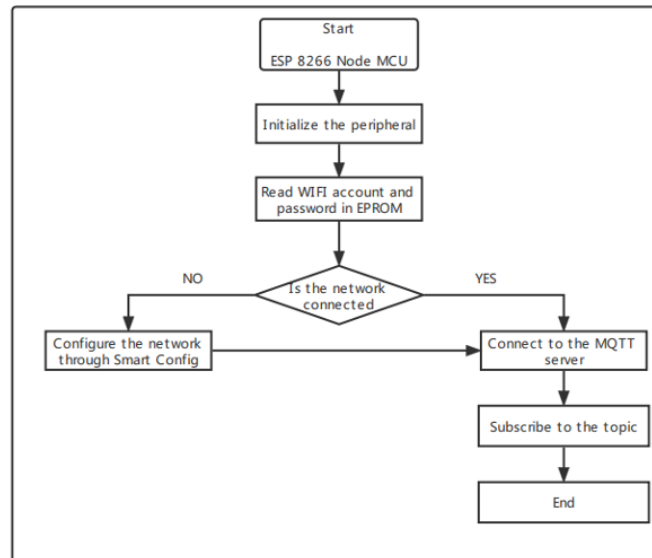 Start
ESP 8266 Node MCU
Initialize the peripheral
Read WIFI account and
password in EPROM
NO
Is the network
connected
YES
Configure the network
through Smart Config
Connect to the MQTT
server
Subscribe to the topic
End